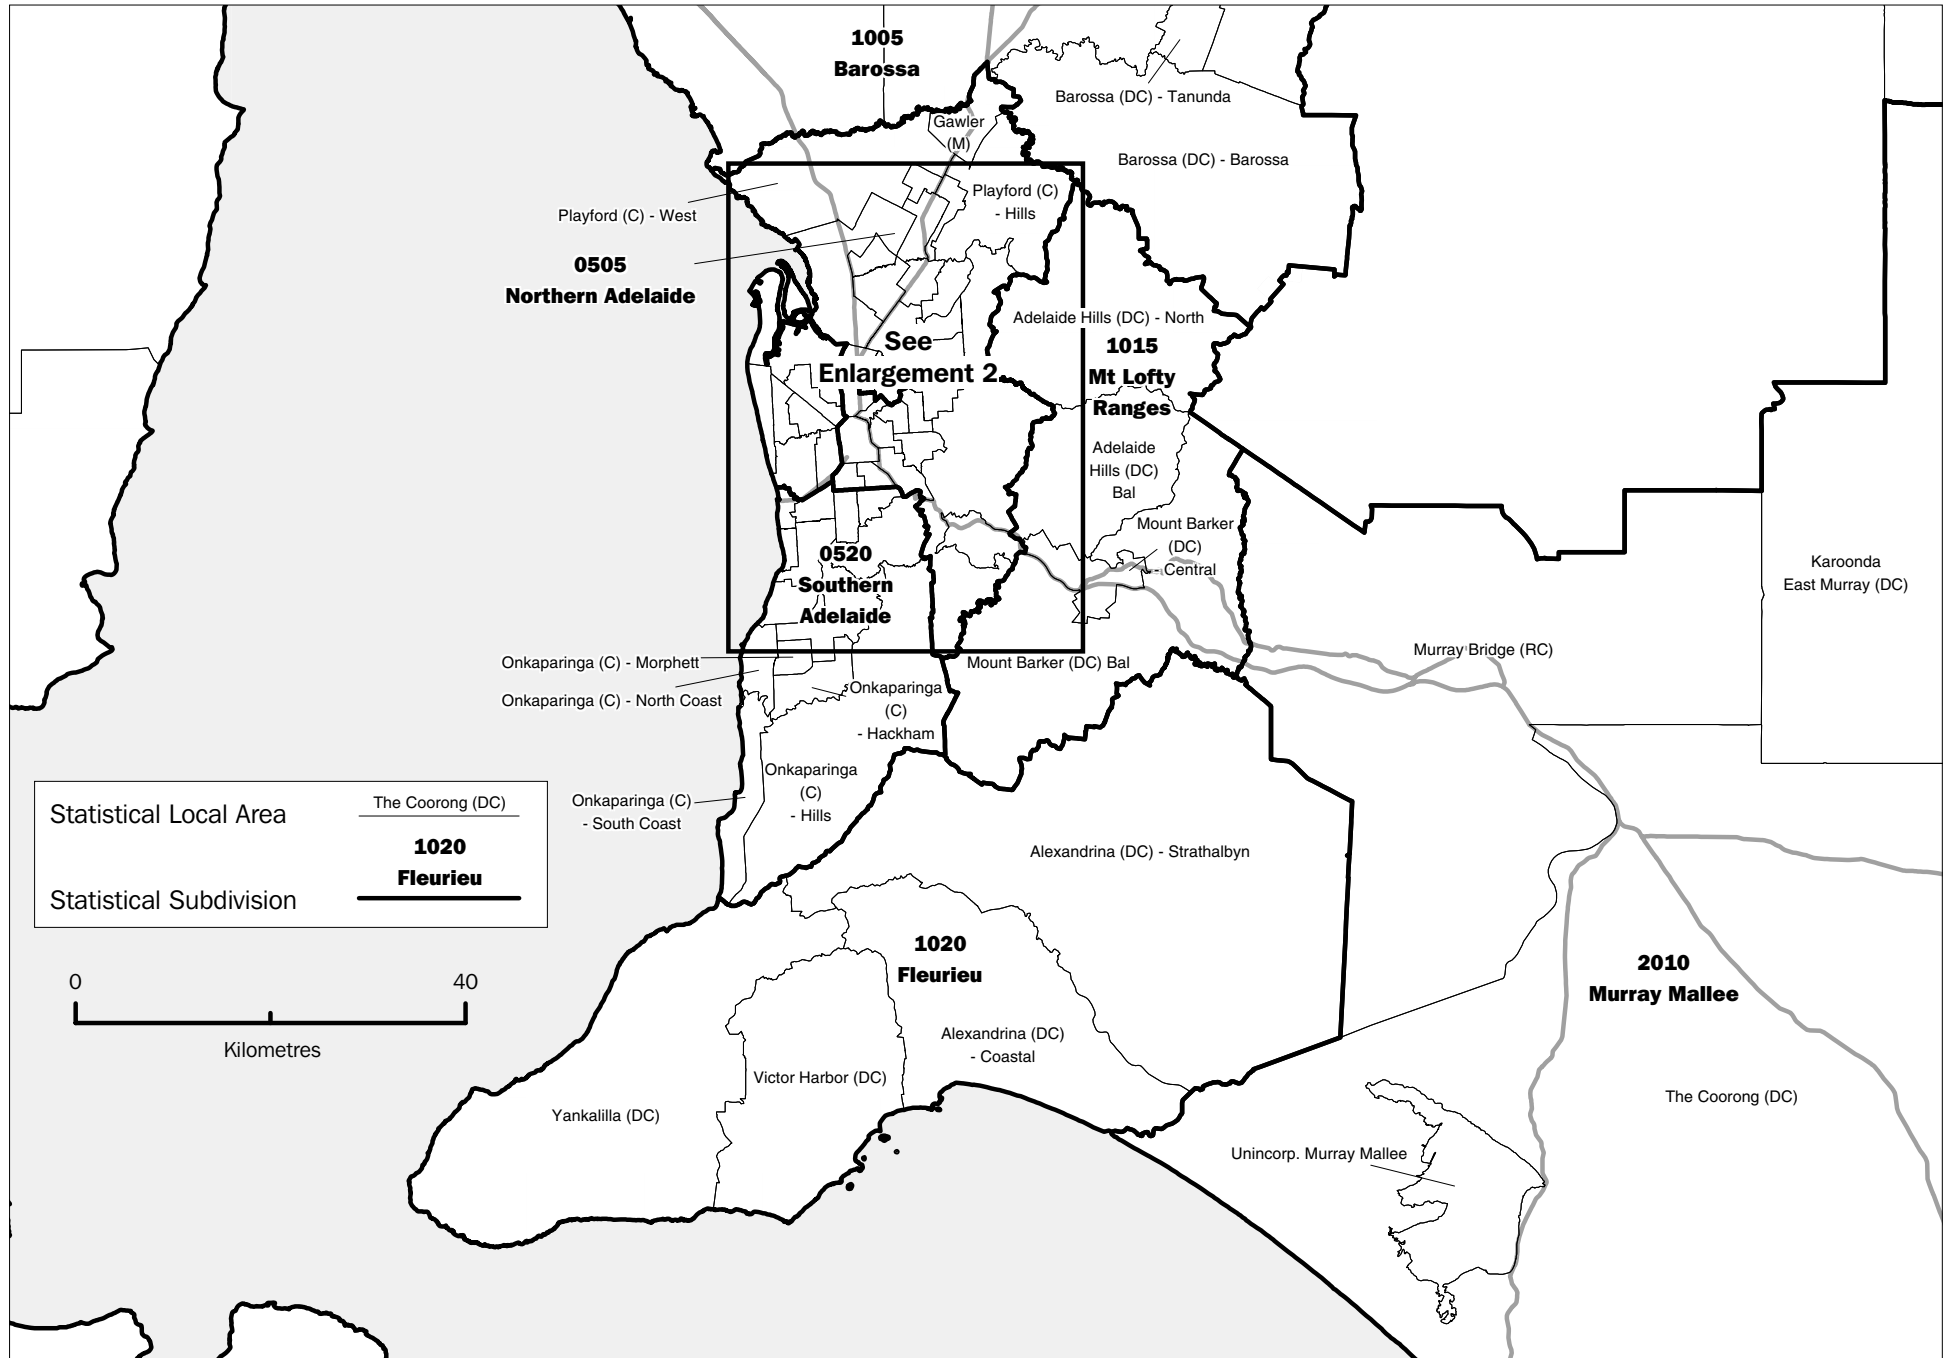 1005
Barossa
Barossa (DC) - Tanunda
Gawler
(M)
Barossa (DC) - Barossa
Playford (C)
- Hills
Playford (C) - West
0505
Northern Adelaide
See
Enlargement 2
Adelaide Hills (DC) - North
1015
Mt Lofty
Ranges
Adelaide
Hills (DC)
Bal
Mount Barker
(DC)
- Central
0520
Southern
Adelaide
Karoonda
East Murray (DC)
Murray Bridge (RC)
Onkaparinga (C) - Morphett
Mount Barker (DC) Bal
Onkaparinga (C) - North Coast
Onkaparinga
(C)
- Hackham
Onkaparinga
(C)
- Hills
Onkaparinga (C)
- South Coast
Statistical Local Area
The Coorong (DC)
1020
Fleurieu
Statistical Subdivision
Alexandrina (DC) - Strathalbyn
0
40
Kilometres
1020
Fleurieu
2010
Murray Mallee
Alexandrina (DC)
- Coastal
Victor Harbor (DC)
Yankalilla (DC)
The Coorong (DC)
Unincorp. Murray Mallee